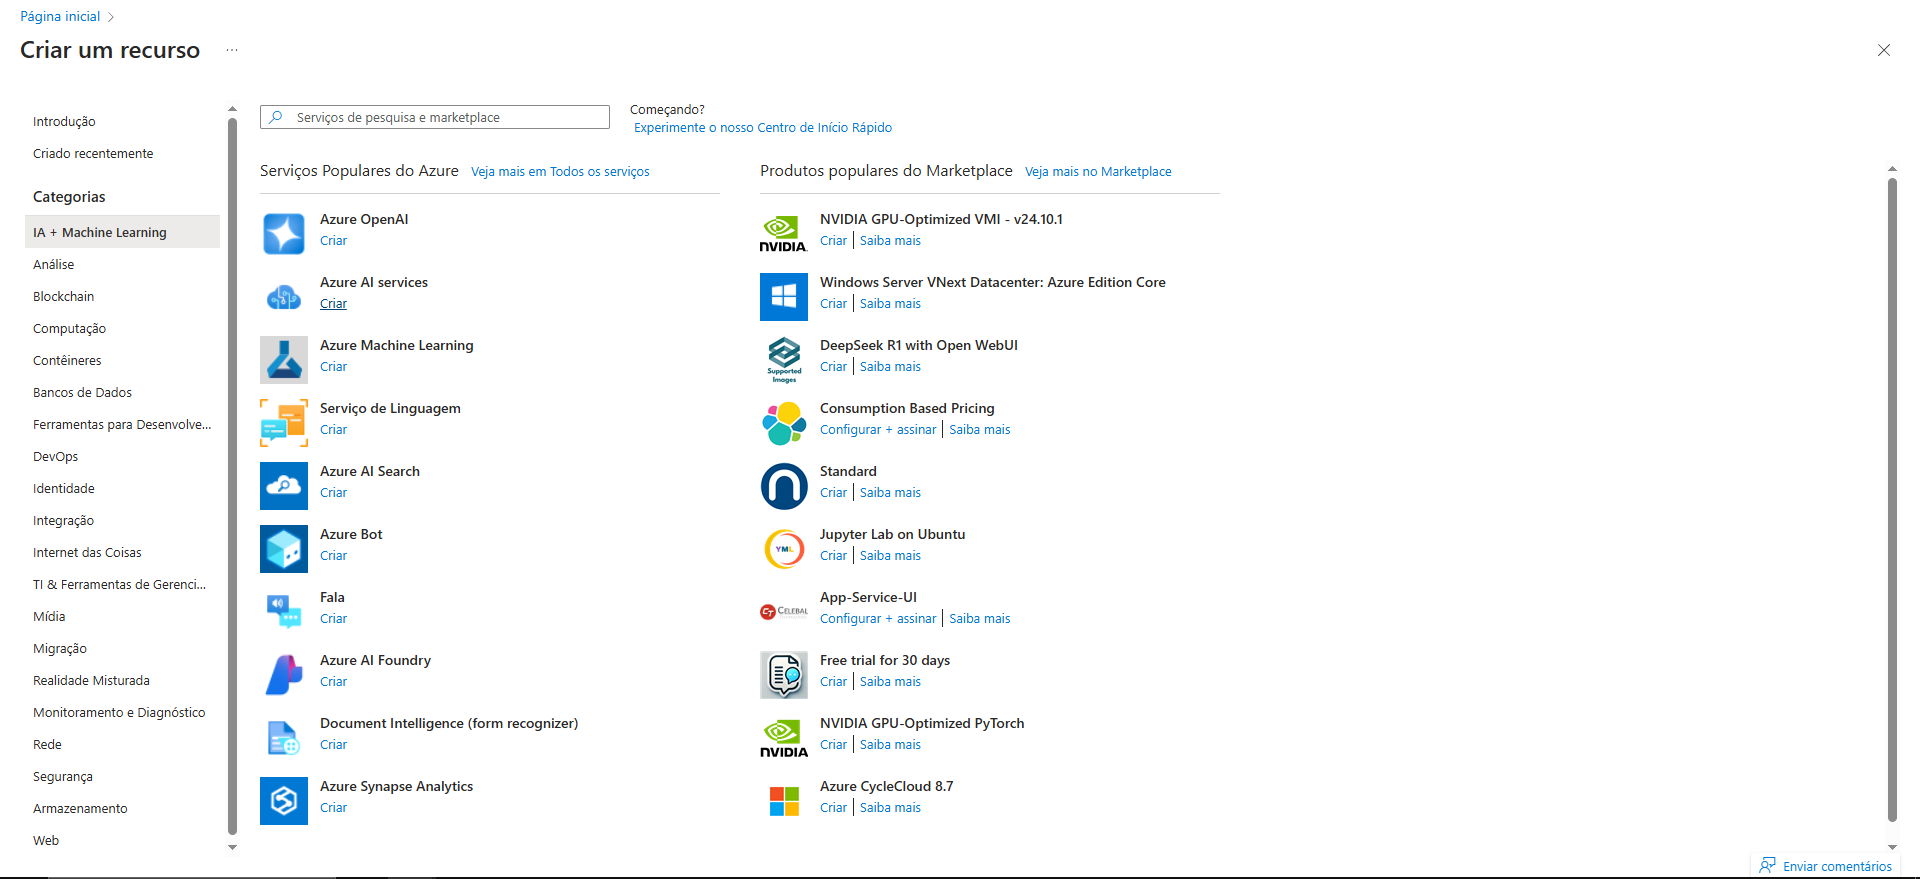 Página inicial
Criar um recurso
...
Introdução
Criado recentemente
Categorias
IA + Machine Learning
Análise
Blockchain
Computação
Contêineres
Bancos de Dados
Ferramentas para Desenvolve...
DevOps
Identidade
Integração
Internet das Coisas
TI & Ferramentas de Gerenci...
Mídia
Migração
Realidade Misturada
Monitoramento e Diagnóstico
Rede
Segurança
Armazenamento
Web
Serviços de pesquisa e marketplace
Começando?
Experimente o nosso Centro de Início Rápido
Serviços Populares do Azure Veja mais em Todos os serviços
Azure OpenAI
Criar
Azure AI services
Criar
Azure Machine Learning
Criar
Serviço de Linguagem
Criar
Azure AI Search
Criar
Azure Bot
Criar
Fala
Criar
Azure AI Foundry
Criar
Document Intelligence (form recognizer)
Criar
Azure Synapse Analytics
Criar
Produtos populares do Marketplace Veja mais no Marketplace
NVIDIA
NVIDIA GPU-Optimized VMI - v24.10.1
Criar | Saiba mais
Windows Server VNext Datacenter: Azure Edition Core
Criar | Saiba mais
Supported
Images
DeepSeek R1 with Open WebUI
Criar | Saiba mais
Consumption Based Pricing
Configurar + assinar | Saiba mais
Standard
Criar | Saiba mais
YML
Jupyter Lab on Ubuntu
Criar | Saiba mais
CT CELEBAL
App-Service-UI
Configurar + assinar | Saiba mais
Free trial for 30 days
Criar | Saiba mais
NVIDIA
NVIDIA GPU-Optimized PyTorch
Criar | Saiba mais
Azure CycleCloud 8.7
Criar | Saiba mais
Enviar comentários